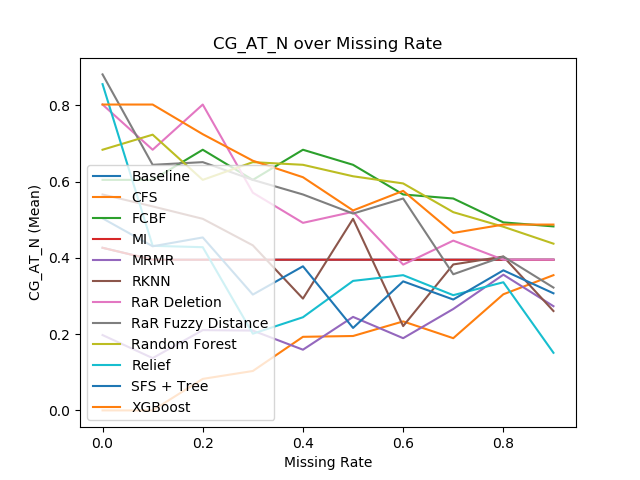 CG_AT_N over Missing Rate
CG_AT_N (Mean)
0.8
0.6
0.4
0.2
0.0
Baseline
CFS
FCBF
MI
MRMR
RKNN
RaR Deletion
RaR Fuzzy Distance
Random Forest
Relief
SFS + Tree
XGBoost
0.0 0.2 0.4 0.6 0.8
Missing Rate